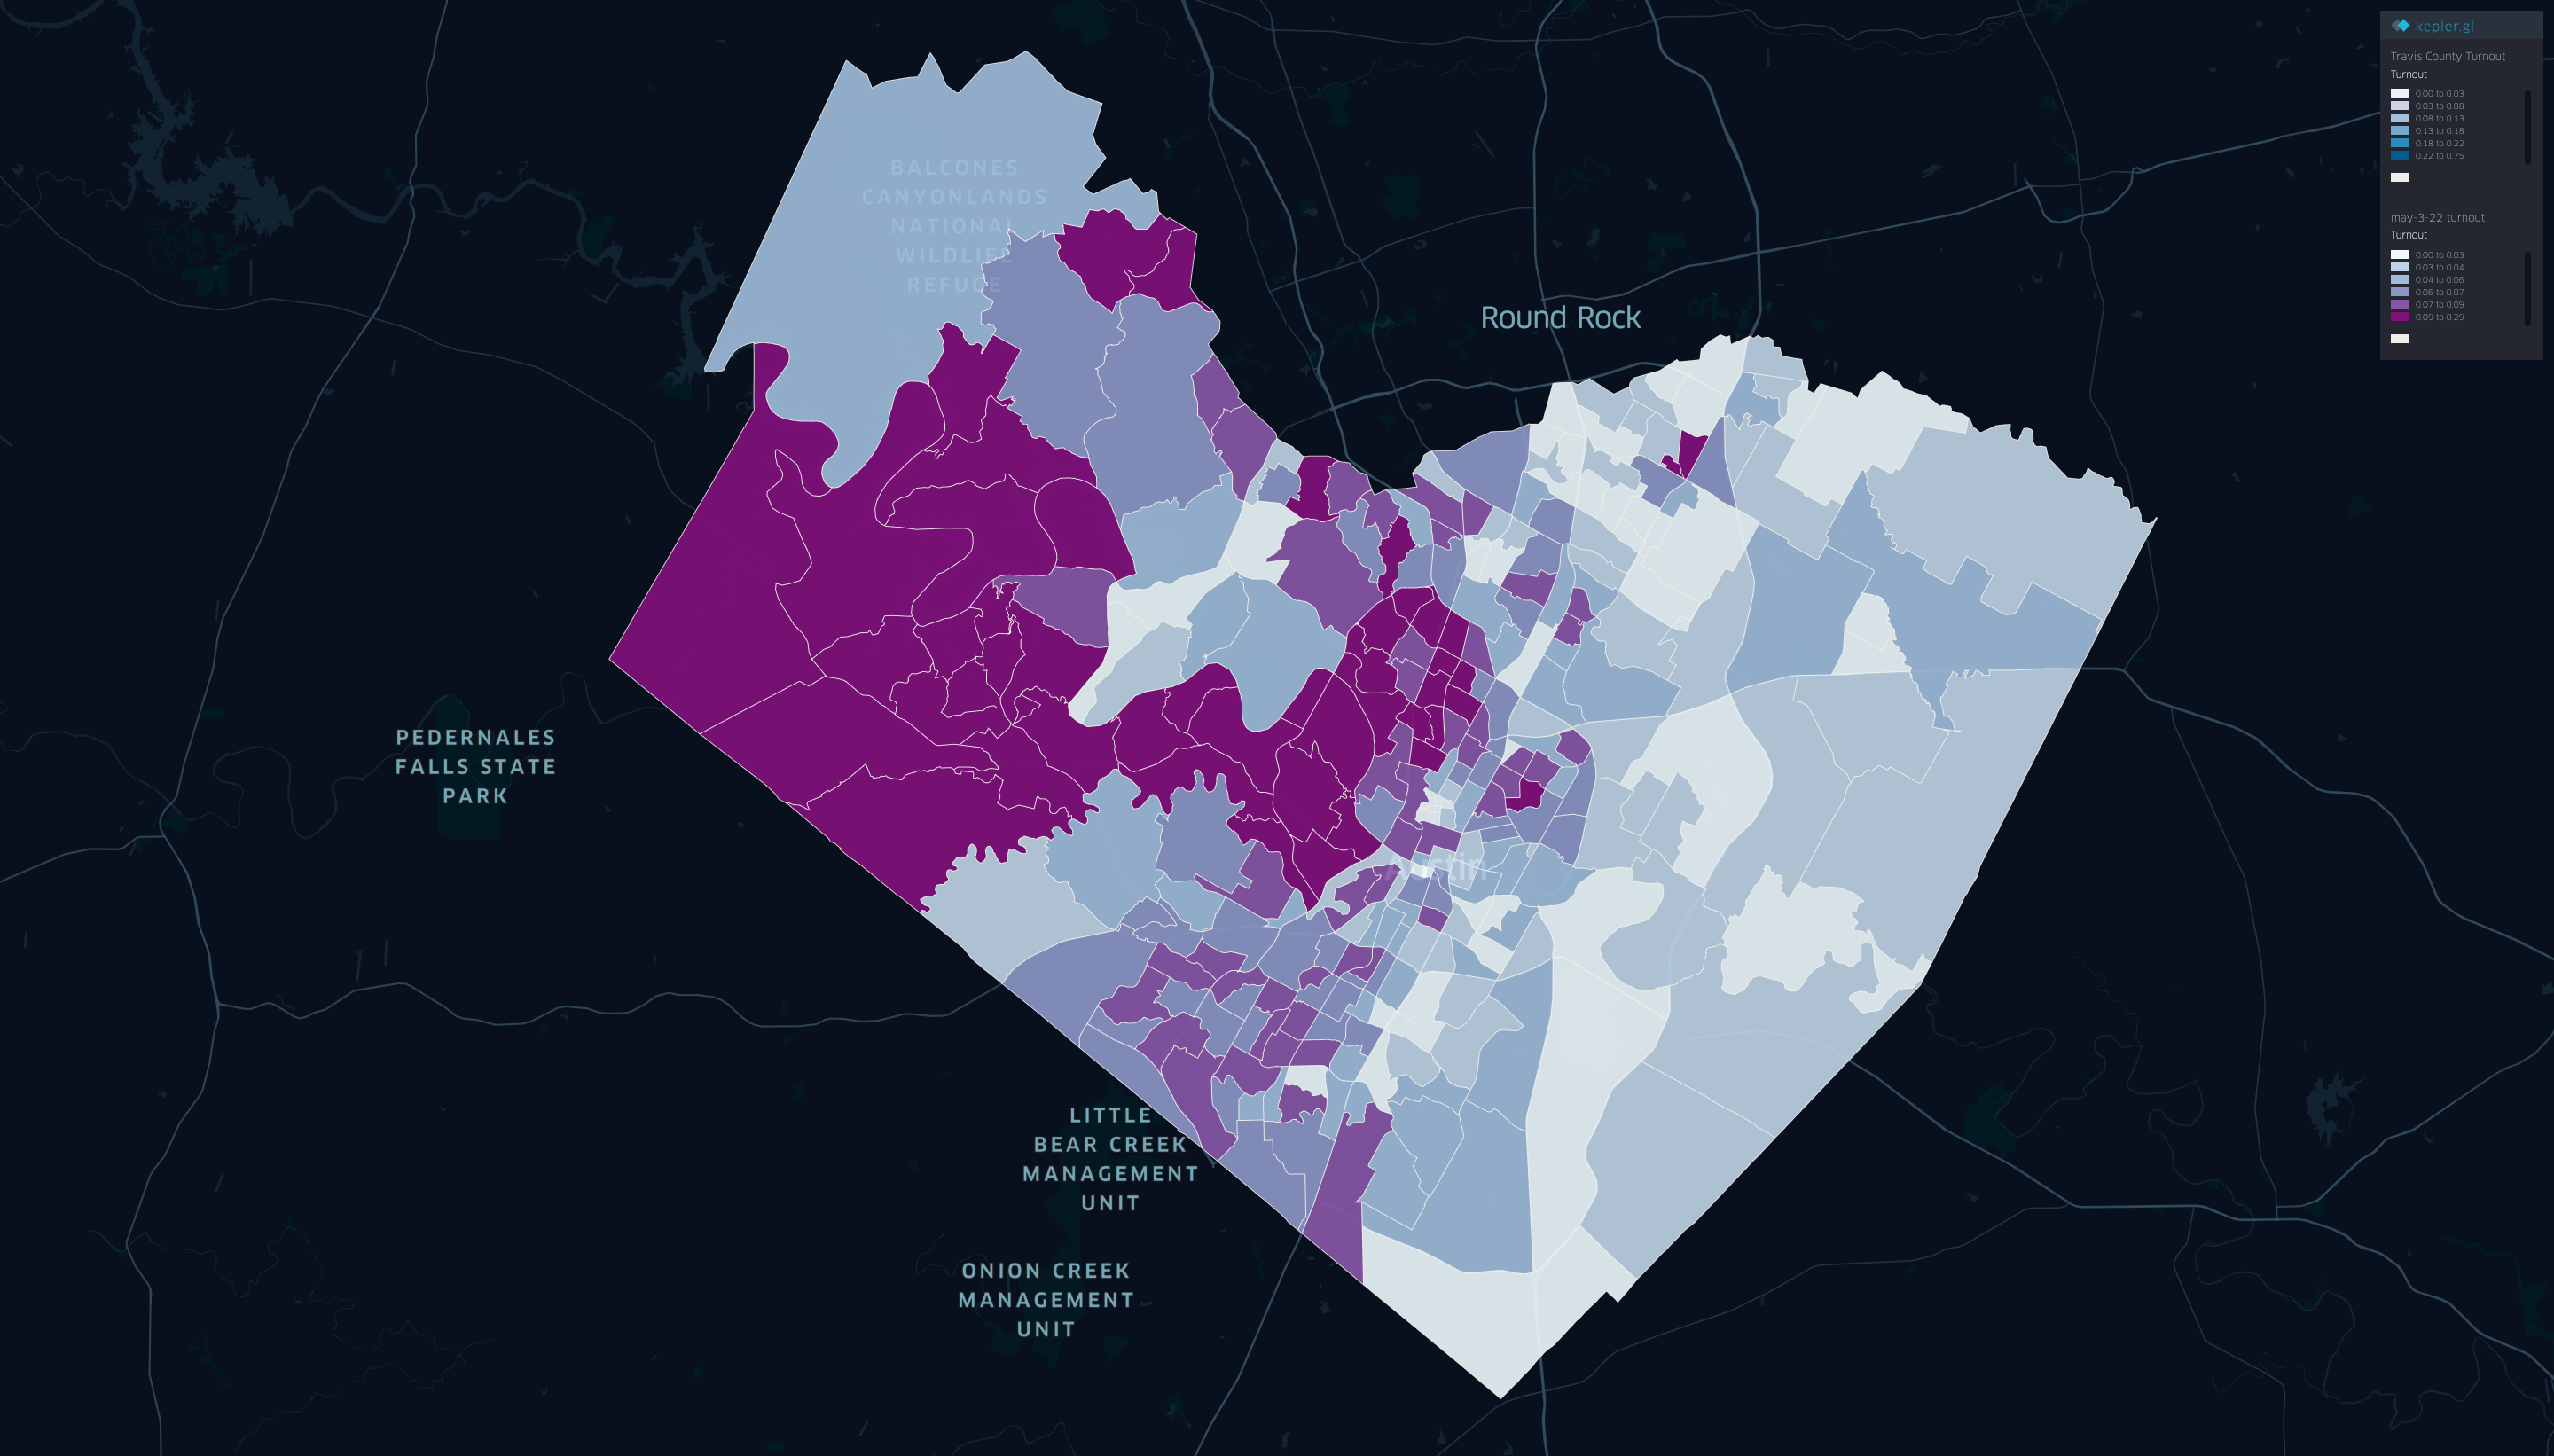 BALCONES
CANYONLANDS
NATIONAL
WILDLIFE
REFUGE
Round Rock
PEDERNALES
FALLS STATE
PARK
Austin
LITTLE
BEAR CREEK
MANAGEMENT
UNIT
ONION CREEK
MANAGEMENT
UNIT
kepler.gl
Travis County Turnout
Turnout
0.00 to 0.03
0.03 to 0.08
0.08 to 0.13
0.13 to 0.18
0.18 to 0.22
0.22 to 0.75
may-3-22 turnout
Turnout
0.00 to 0.03
0.03 to 0.04
0.04 to 0.06
0.06 to 0.07
0.07 to 0.09
0.09 to 0.29